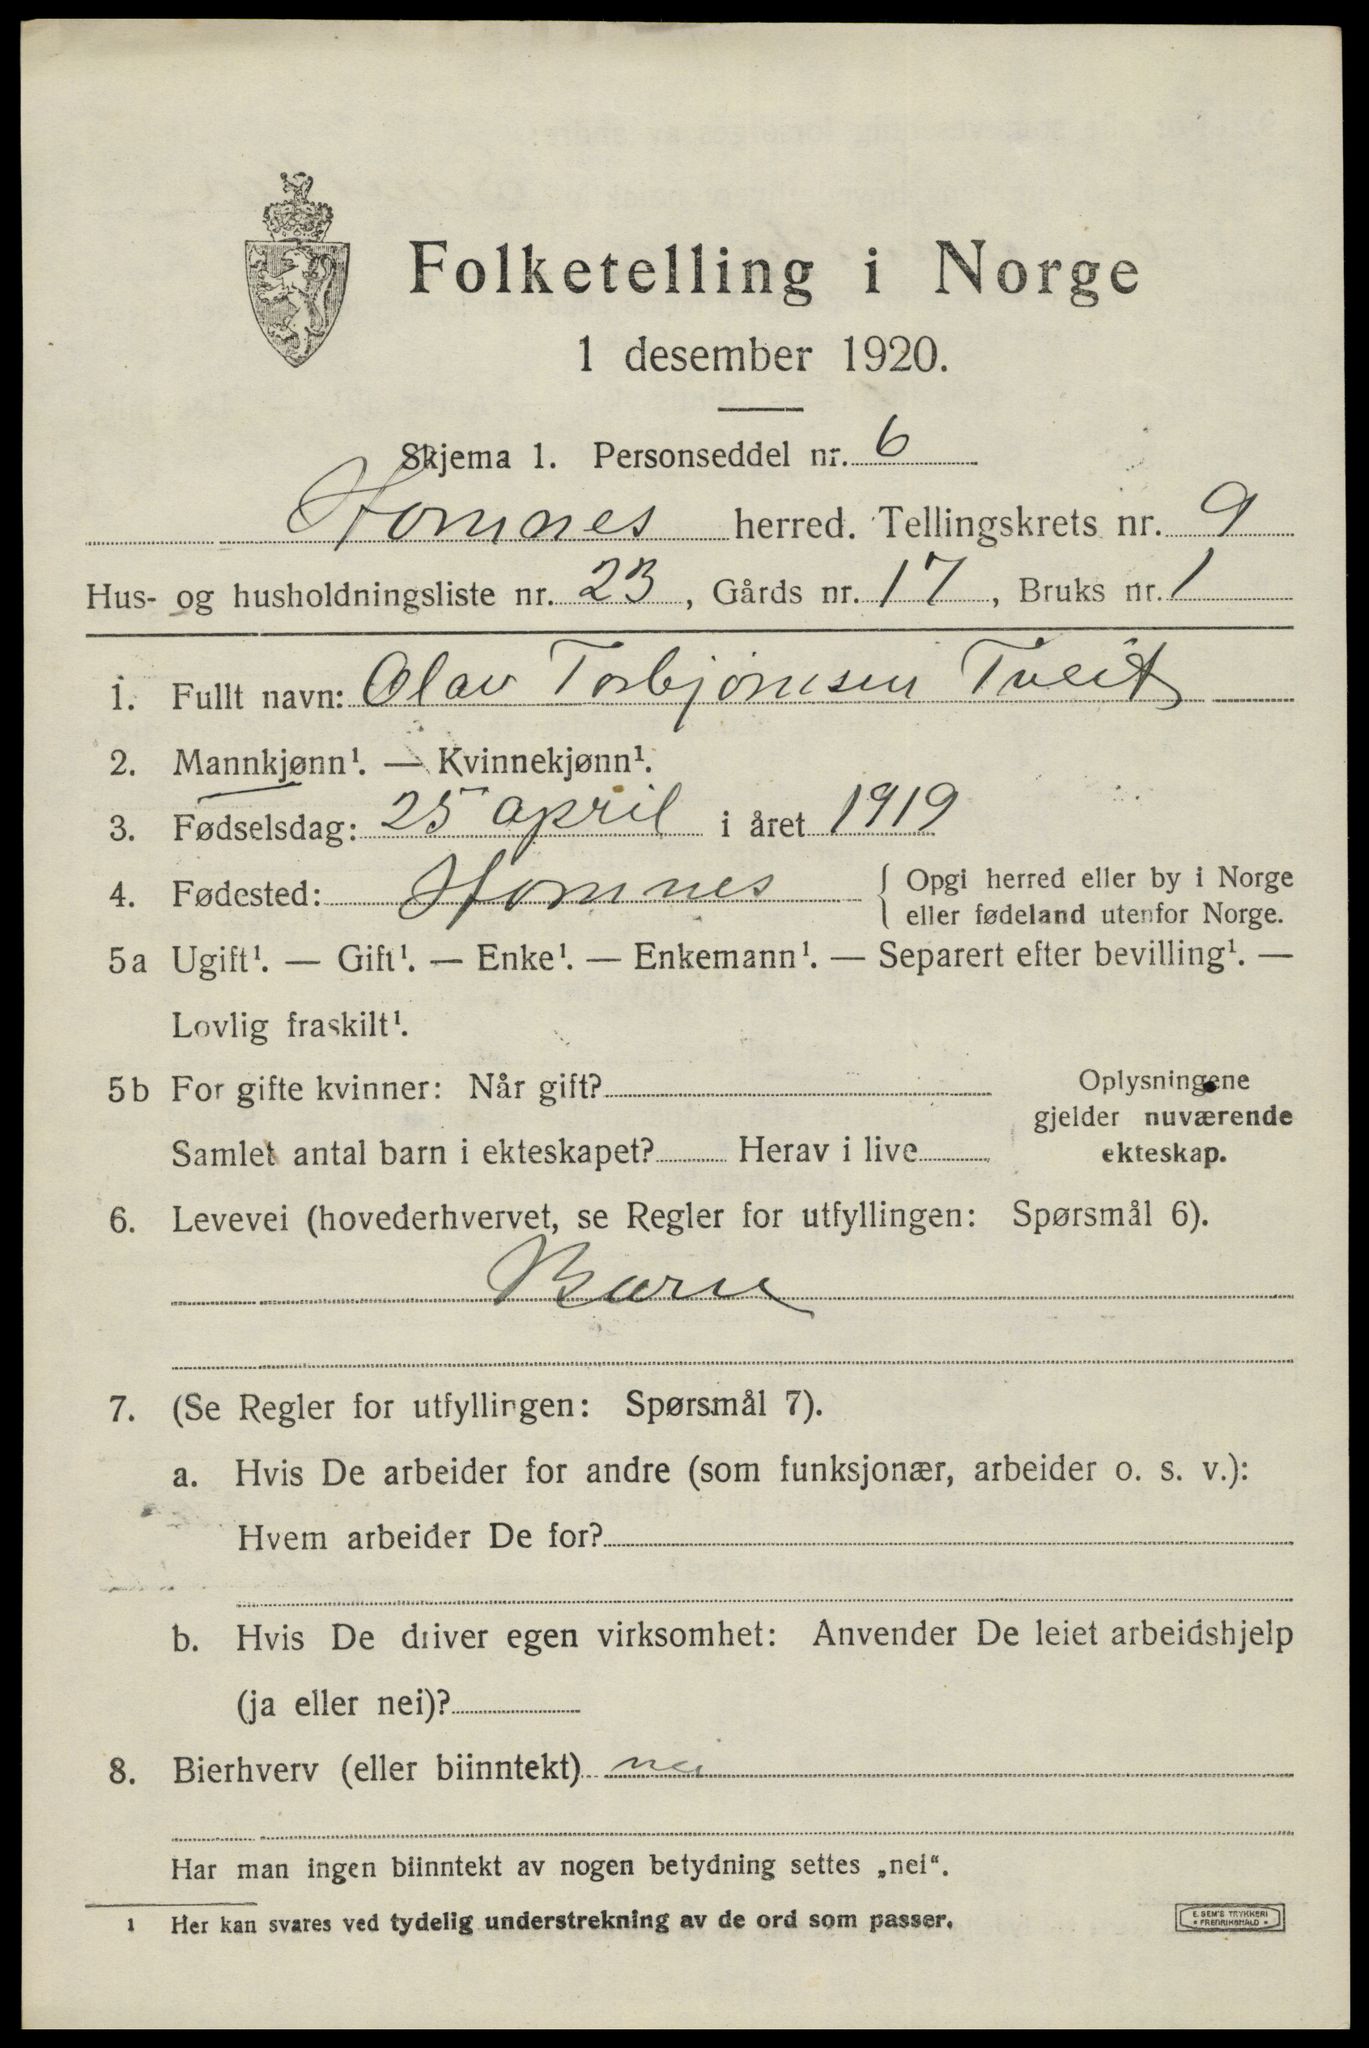 Folketelling i Norge
1 desember 1920.
Skjema 1. Personseddel nr. 6
Hornnes herred. Tellingskrets nr. 9
Hus- og husholdningsliste nr. 23, Gårds nr. 17, Bruks nr. 1
1. Fullt navn: Olav Torbjørnsen Tveit
2. Mannkjønn¹. — Kvinnekjønn¹.
3. Fødselsdag: 25 april i året 1919
4. Fødested: Hornnes { Opgi herred eller by i Norge
eller fødeland utenfor Norge.
5a Ugift¹. — Gift¹. — Enke¹. — Enkemann¹. — Separert efter bevilling¹. —
Lovlig fraskilt¹.
5b For gifte kvinner: Når gift? Oplysningene
gjelder nuværende
Samlet antal barn i ekteskapet? Herav i live ekteskap.
6. Levevei (hovederhvervet, se Regler for utfyllingen: Spørsmål 6).
Barn
7. (Se Regler for utfyllingen: Spørsmål 7).
a. Hvis De arbeider for andre (som funksjonær, arbeider o. s. v.):
Hvem arbeider De for?
b. Hvis De driver egen virksomhet: Anvender De leiet arbeidshjelp
(ja eller nei)?
8. Bierhverv (eller biinntekt) nei
Har man ingen biinntekt av nogen betydning settes „nei“.
1 Her kan svares ved tydelig understrekning av de ord som passer.
E. SEM'S TRYKKERI
• FREDRIKSHALD •